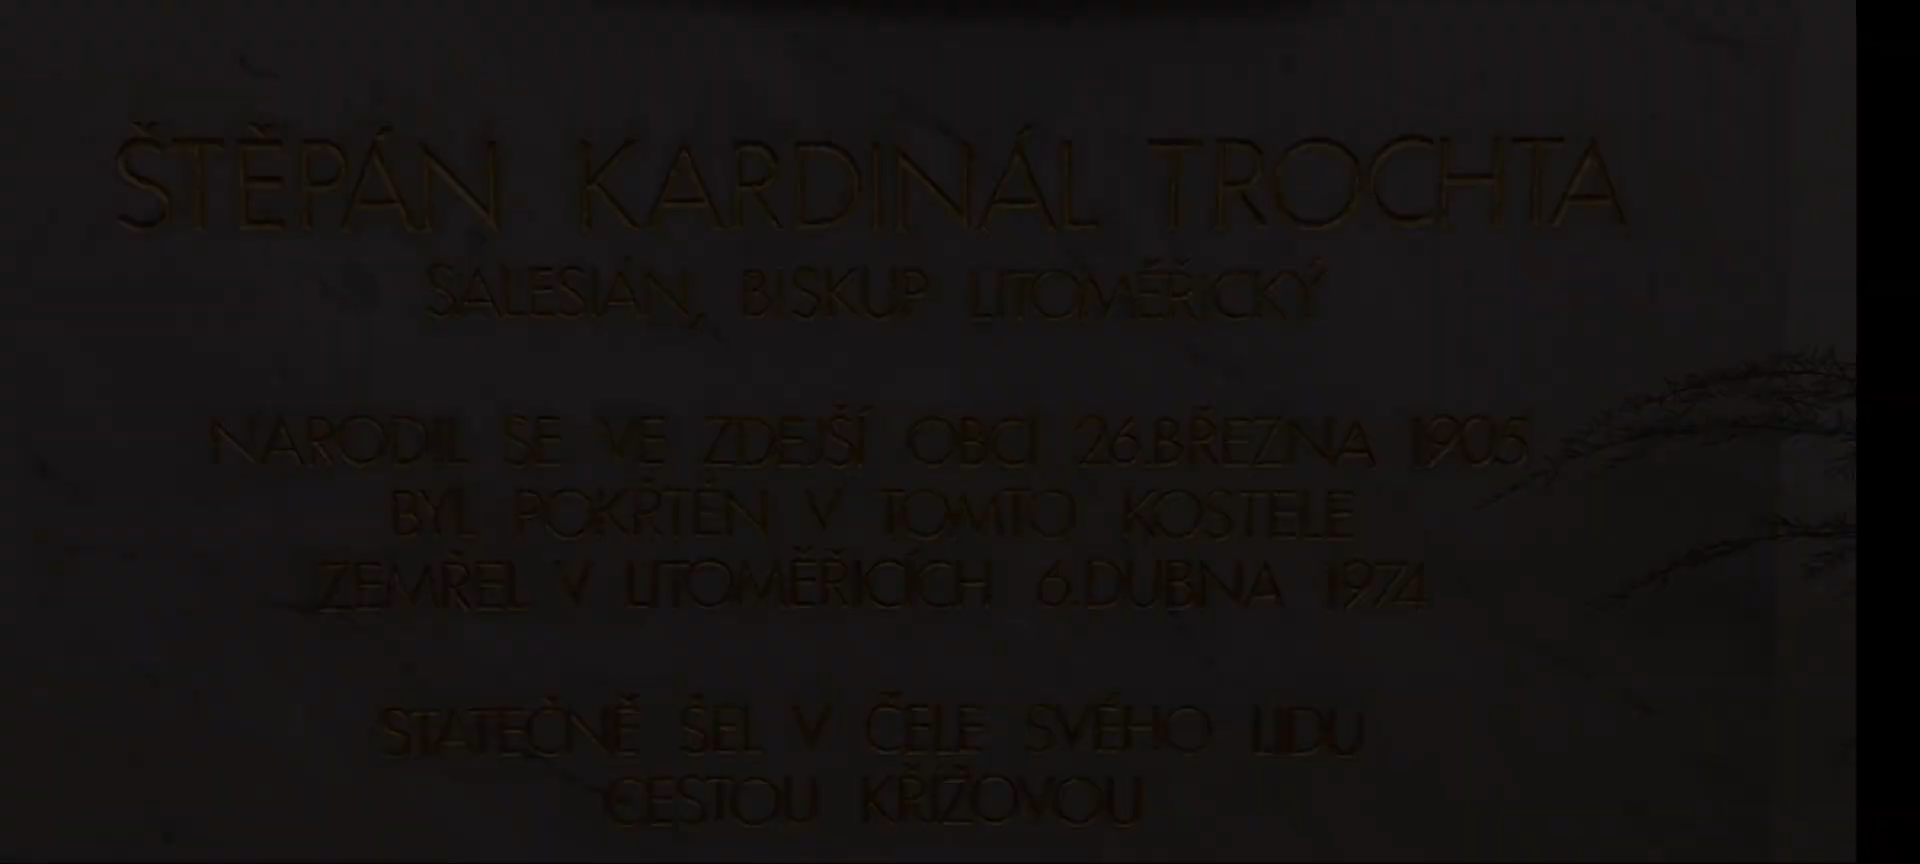 ŠTĚPÁN KARDINÁL TROCHTA
SALESIÁN, BISKUP LITOMĚŘICKÝ
NARODIL SE VE ZDEJŠÍ OBCI 26.BŘEZNA 1905
BYL POKŘTĚN V TOMTO KOSTELE
ZEMŘEL V LITOMĚŘICÍCH 6.DUBNA 1974
STATEČNĚ ŠEL V ČELE SVÉHO LIDU
CESTOU KŘÍŽOVOU